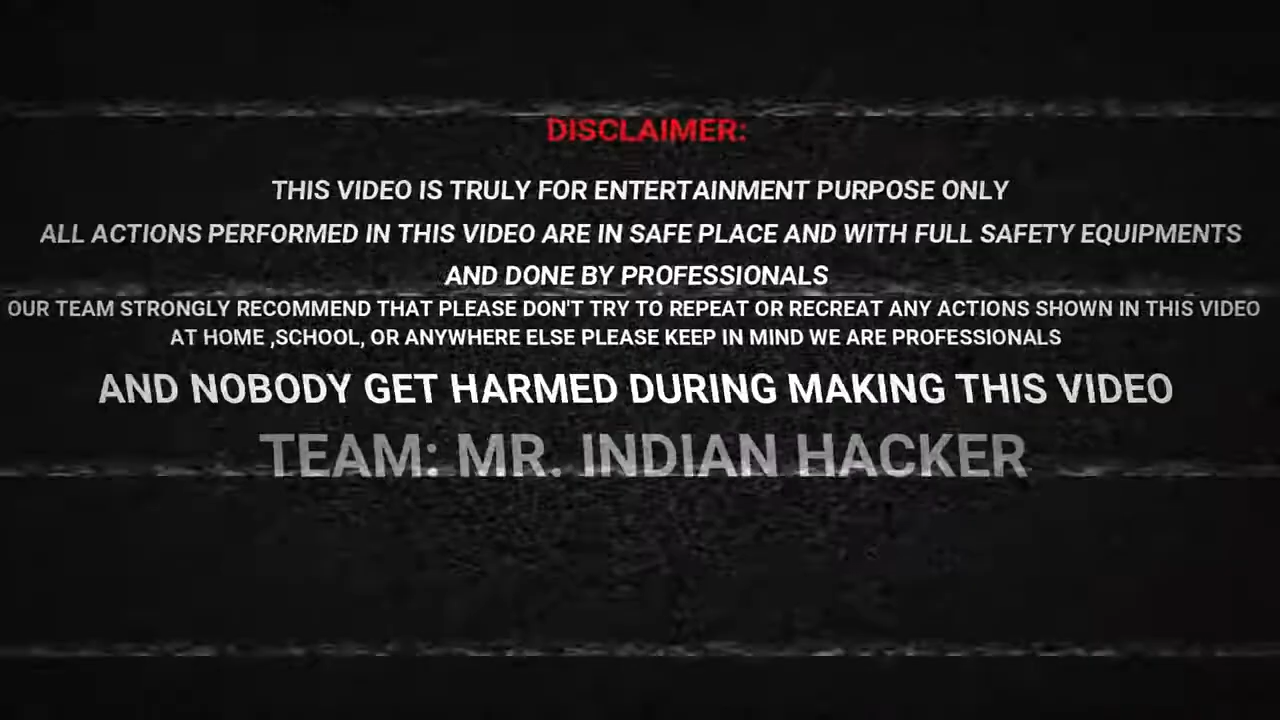 DISCLAIMER:
THIS VIDEO IS TRULY FOR ENTERTAINMENT PURPOSE ONLY
ALL ACTIONS PERFORMED IN THIS VIDEO ARE IN SAFE PLACE AND WITH FULL SAFETY EQUIPMENTS
AND DONE BY PROFESSIONALS
OUR TEAM STRONGLY RECOMMEND THAT PLEASE DON'T TRY TO REPEAT OR RECREAT ANY ACTIONS SHOWN IN THIS VIDEO
AT HOME ,SCHOOL, OR ANYWHERE ELSE PLEASE KEEP IN MIND WE ARE PROFESSIONALS
AND NOBODY GET HARMED DURING MAKING THIS VIDEO
TEAM: MR. INDIAN HACKER